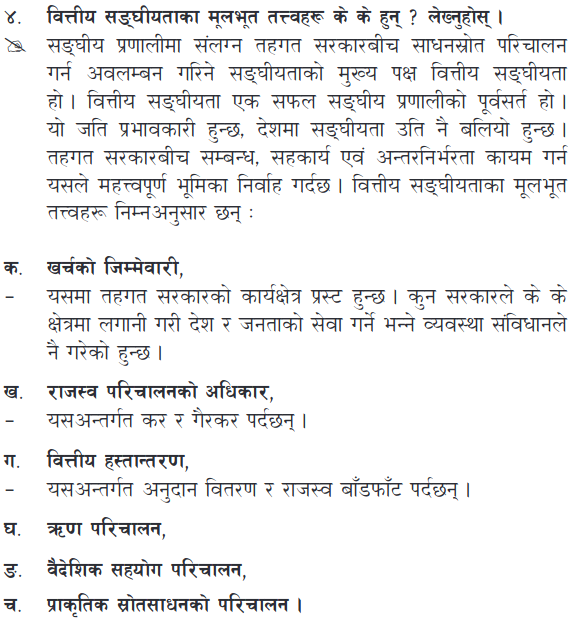 ४. वित्तीय सङ्घीयताका मूलभूत तत्त्वहरू के के हुन् ? लेख्नुहोस् ।
सङ्घीय प्रणालीमा संलग्न तहगत सरकारबीच साधनस्रोत परिचालन
गर्न अवलम्बन गरिने सङ्घीयताको मुख्य पक्ष वित्तीय सङ्घीयता
हो । वित्तीय सङ्घीयता एक सफल सङ्घीय प्रणालीको पूर्वसर्त हो ।
यो जति प्रभावकारी हुन्छ, देशमा सङ्घीयता उति नै बलियो हुन्छ ।
तहगत सरकारबीच सम्बन्ध, सहकार्य एवं अन्तरनिर्भरता कायम गर्न
यसले महत्त्वपूर्ण भूमिका निर्वाह गर्दछ । वित्तीय सङ्घीयताका मूलभूत
तत्त्वहरू निम्नअनुसार छन् :
क. खर्चको जिम्मेवारी,
– यसमा तहगत सरकारको कार्यक्षेत्र प्रस्ट हुन्छ । कुन सरकारले के के
क्षेत्रमा लगानी गरी देश र जनताको सेवा गर्ने भन्ने व्यवस्था संविधानले
नै गरेको हुन्छ ।
ख. राजस्व परिचालनको अधिकार,
– यसअन्तर्गत कर र गैरकर पर्दछन् ।
ग. वित्तीय हस्तान्तरण,
– यसअन्तर्गत अनुदान वितरण र राजस्व बाँडफाँट पर्दछन् ।
घ. ऋण परिचालन,
ङ. वैदेशिक सहयोग परिचालन,
च. प्राकृतिक स्रोतसाधनको परिचालन ।